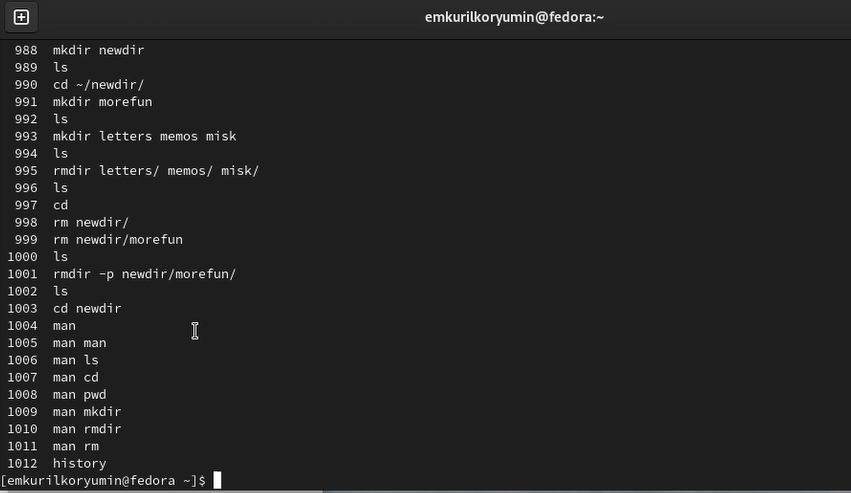 emkurilkoryumin@fedora:~
988 mkdir newdir
989 ls
990 cd ~/newdir/
991 mkdir morefun
992 ls
993 mkdir letters memos misk
994 ls
995 rmdir letters/ memos/ misk/
996 ls
997 cd
998 rm newdir/
999 rm newdir/morefun
1000 ls
1001 rmdir -p newdir/morefun/
1002 ls
1003 cd newdir
1004 man
1005 man man
1006 man ls
1007 man cd
1008 man pwd
1009 man mkdir
1010 man rmdir
1011 man rm
1012 history
[emkurilkoryumin@fedora ~]$